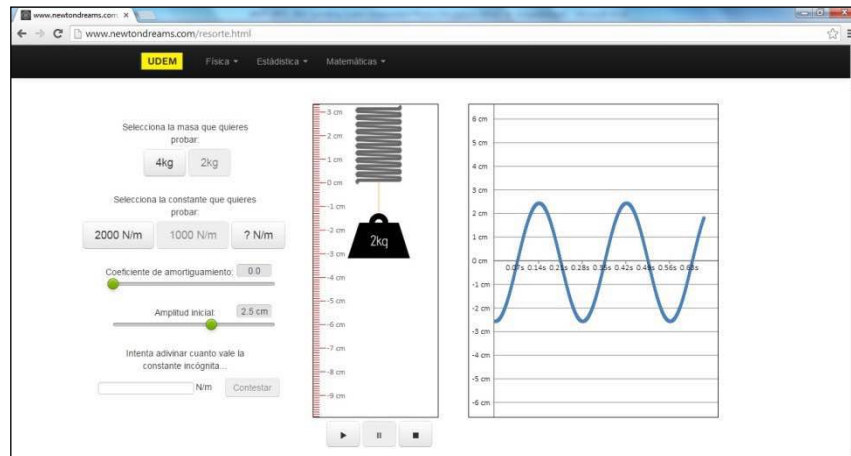 www.newtondreams.com
www.newtondreams.com/resorte.html
UDEM Física Estádistica Matemáticas
Selecciona la masa que quieres
probar:
4kg 2kg
Selecciona la constante que quieres
probar:
2000 N/m 1000 N/m ? N/m
Coeficiente de amortiguamiento: 0.0
Amplitud inicial: 2.5 cm
Intenta adivinar cuanto vale la
constante incógnita...
N/m Contestar
3 cm
2 cm
1 cm
0 cm
-1 cm
-2 cm
-3 cm
-4 cm
-5 cm
-6 cm
-7 cm
-8 cm
-9 cm
2kg
6 cm
5 cm
4 cm
3 cm
2 cm
1 cm
0 cm
-1 cm
-2 cm
-3 cm
-4 cm
-5 cm
-6 cm
0.07s 0.14s 0.28s 0.42s 0.56s